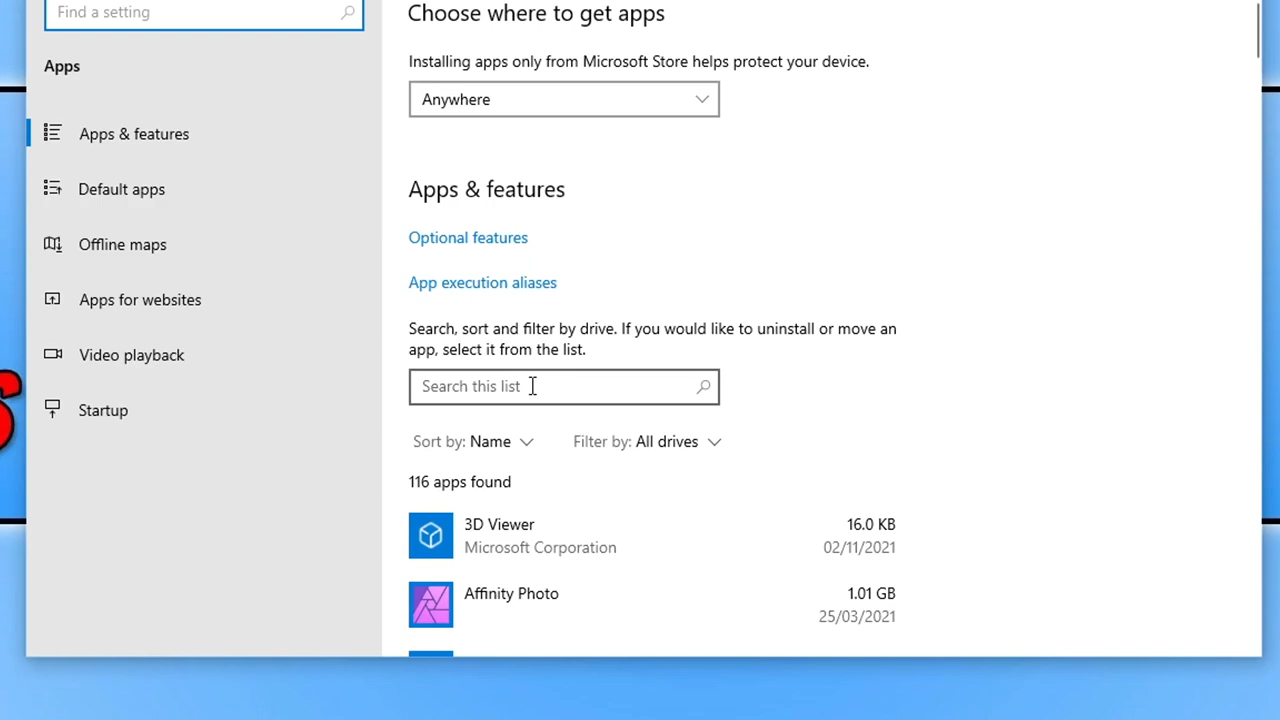 Find a setting
Apps
Apps & features
Default apps
Offline maps
Apps for websites
Video playback
Startup
Choose where to get apps
Installing apps only from Microsoft Store helps protect your device.
Anywhere
Apps & features
Optional features
App execution aliases
Search, sort and filter by drive. If you would like to uninstall or move an
app, select it from the list.
Search this list
Sort by: Name Filter by: All drives
116 apps found
3D Viewer 16.0 KB
Microsoft Corporation 02/11/2021
Affinity Photo 1.01 GB
25/03/2021